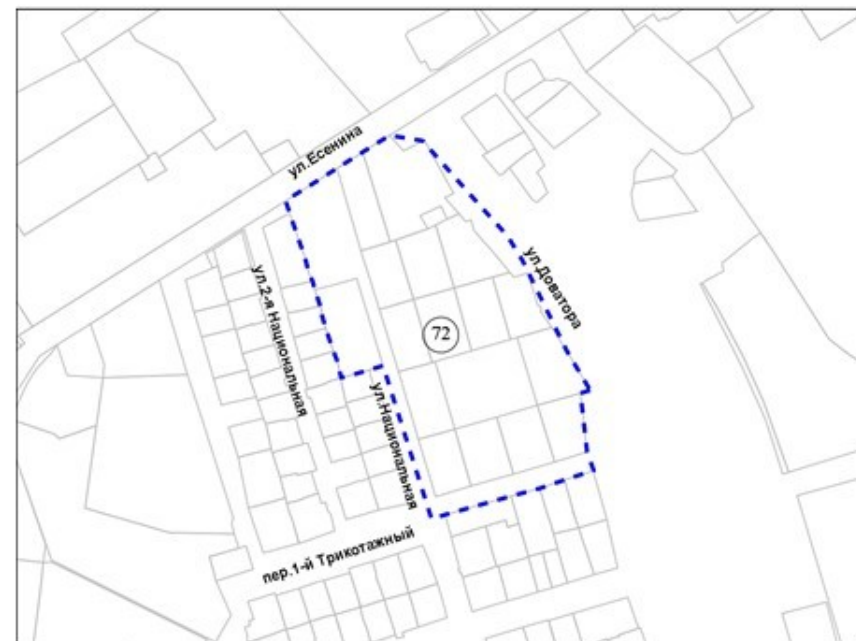 ул.Есенина
ул.Доватора
ул.2-я Национальная
72
ул.Национальная
пер.1-й Трикотажный